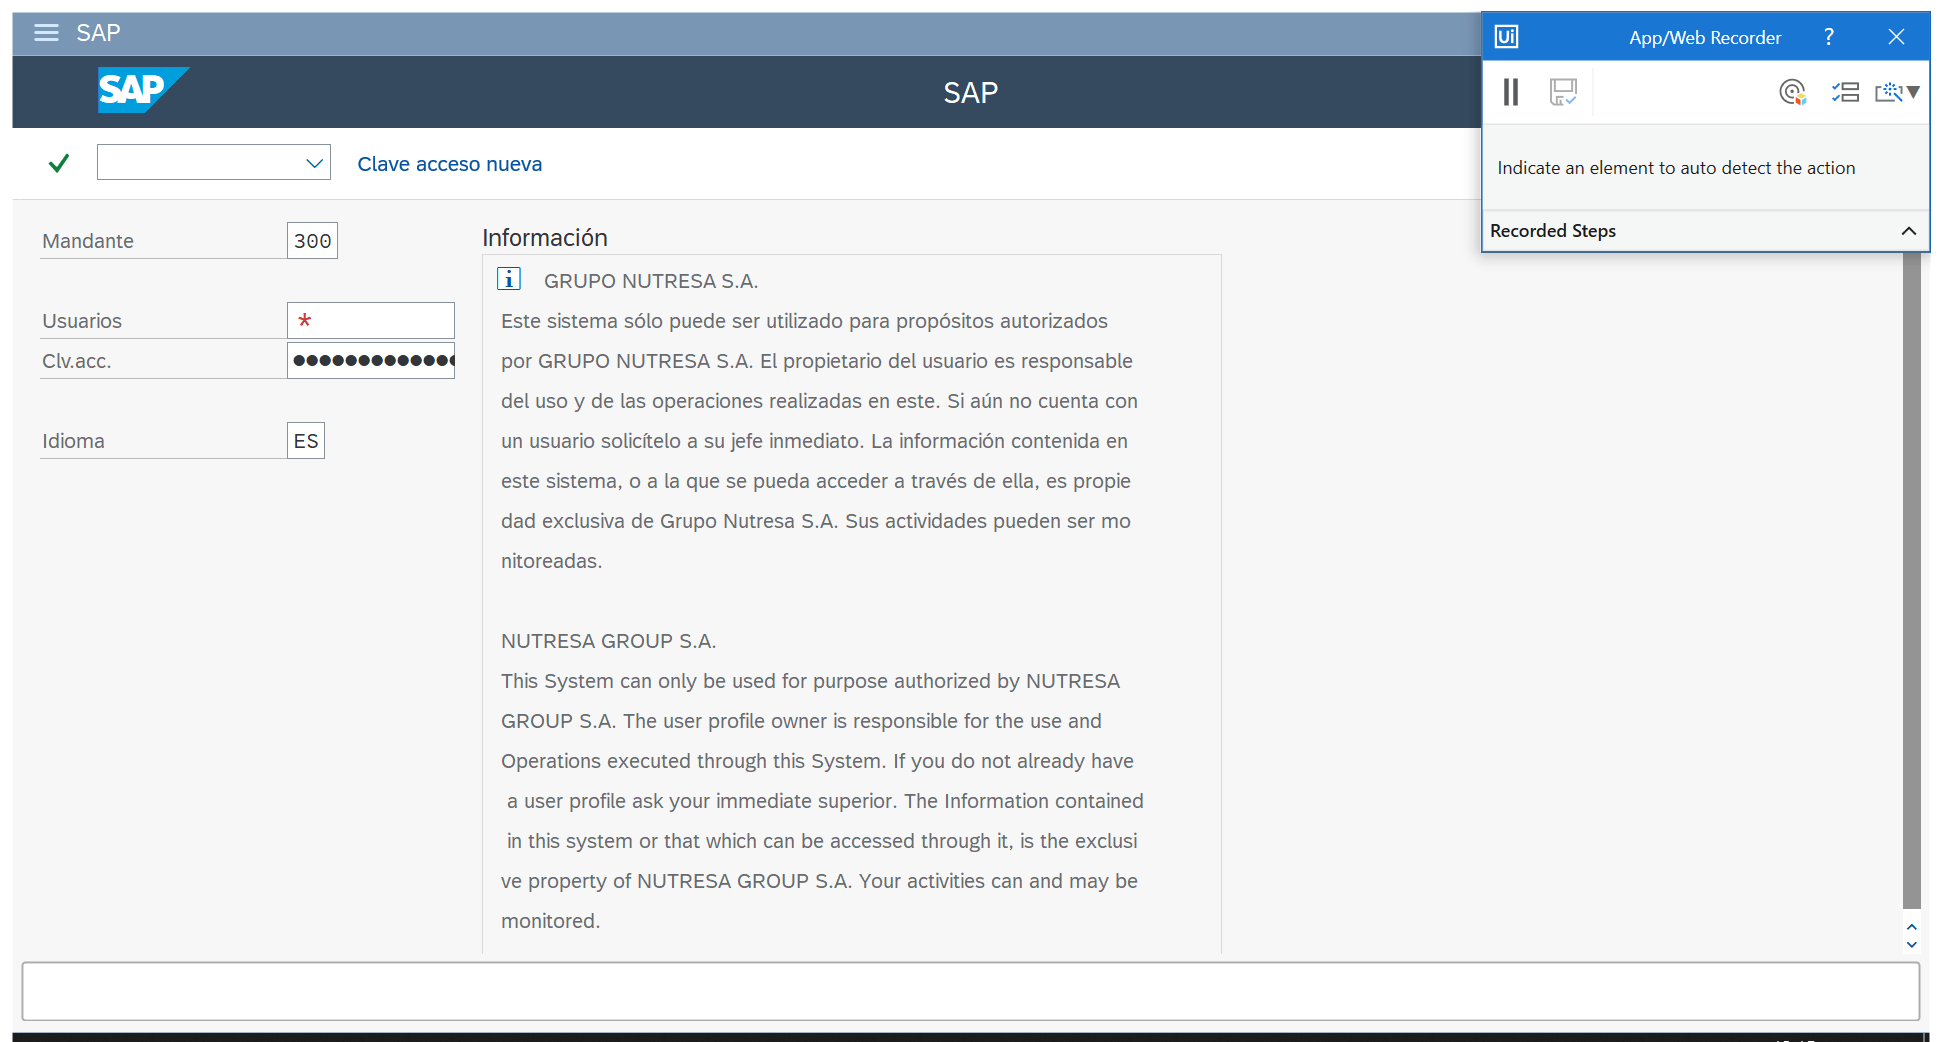 SAP
SAP
SAP
Ui
App/Web Recorder
?
Clave acceso nueva
Indicate an element to auto detect the action
Recorded Steps
Mandante
300
Información
i
GRUPO NUTRESA S.A.
Usuarios
*
Este sistema sólo puede ser utilizado para propósitos autorizados
Clv.acc.
●●●●●●●●●●●●●
por GRUPO NUTRESA S.A. El propietario del usuario es responsable
del uso y de las operaciones realizadas en este. Si aún no cuenta con
Idioma
ES
un usuario solicítelo a su jefe inmediato. La información contenida en
este sistema, o a la que se pueda acceder a través de ella, es propie
dad exclusiva de Grupo Nutresa S.A. Sus actividades pueden ser mo
nitoreadas.
NUTRESA GROUP S.A.
This System can only be used for purpose authorized by NUTRESA
GROUP S.A. The user profile owner is responsible for the use and
Operations executed through this System. If you do not already have
a user profile ask your immediate superior. The Information contained
in this system or that which can be accessed through it, is the exclusi
ve property of NUTRESA GROUP S.A. Your activities can and may be
monitored.